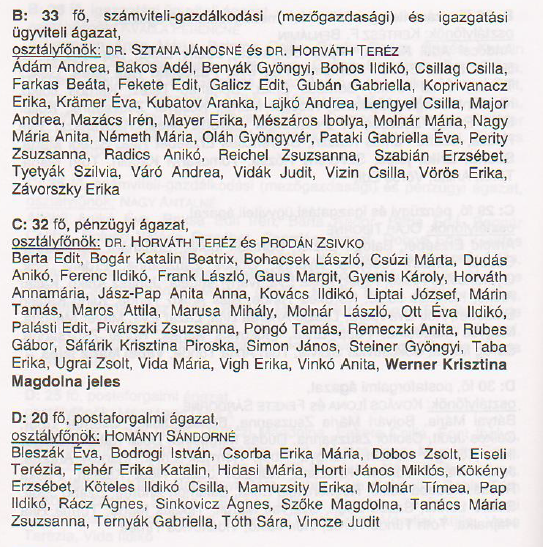 B: 33 fő, számviteli-gazdálkodási (mezőgazdasági) és igazgatási
ügyviteli ágazat,
osztályfőnök: DR. SZTANA JÁNOSNÉ és DR. HORVÁTH TERÉZ
Ádám Andrea, Bakos Adél, Benyák Gyöngyi, Bohos Ildikó, Csillag Csilla,
Farkas Beáta, Fekete Edit, Galicz Edit, Gubán Gabriella, Koprivanacz
Erika, Krämer Éva, Kubatov Aranka, Lajkó Andrea, Lengyel Csilla, Major
Andrea, Mazács Irén, Mayer Erika, Mészáros Ibolya, Molnár Mária, Nagy
Mária Anita, Németh Mária, Oláh Gyöngyvér, Pataki Gabriella Éva, Perity
Zsuzsanna, Radics Anikó, Reichel Zsuzsanna, Szabián Erzsébet,
Tyetyák Szilvia, Váró Andrea, Vidák Judit, Vizin Csilla, Vörös Erika,
Závorszky Erika
C: 32 fő, pénzügyi ágazat,
osztályfőnök: DR. HORVÁTH TERÉZ és PRODÁN ZSIVKO
Berta Edit, Bogár Katalin Beatrix, Bohacsek László, Csúzi Márta, Dudás
Anikó, Ferenc Ildikó, Frank László, Gaus Margit, Gyenis Károly, Horváth
Annamária, Jász-Pap Anita Anna, Kovács Ildikó, Liptai József, Márin
Tamás, Maros Attila, Marusa Mihály, Molnár László, Ott Éva Ildikó,
Palásti Edit, Pivárszki Zsuzsanna, Pongó Tamás, Remeczki Anita, Rubes
Gábor, Sáfárik Krisztina Piroska, Simon János, Steiner Gyöngyi, Taba
Erika, Ugrai Zsolt, Vida Mária, Vigh Erika, Vinkó Anita, Werner Krisztina
Magdolna jeles
D: 20 fő, postaforgalmi ágazat,
osztályfőnök: HOMÁNYI SÁNDORNÉ
Bleszák Éva, Bodrogi István, Csorba Erika Mária, Dobos Zsolt, Eiseli
Terézia, Fehér Erika Katalin, Hidasi Mária, Horti János Miklós, Kökény
Erzsébet, Köteles Ildikó Csilla, Mamuzsity Erika, Molnár Tímea, Pap
Ildikó, Rácz Ágnes, Sinkovicz Ágnes, Szőke Magdolna, Tanács Mária
Zsuzsanna, Ternyák Gabriella, Tóth Sára, Vincze Judit